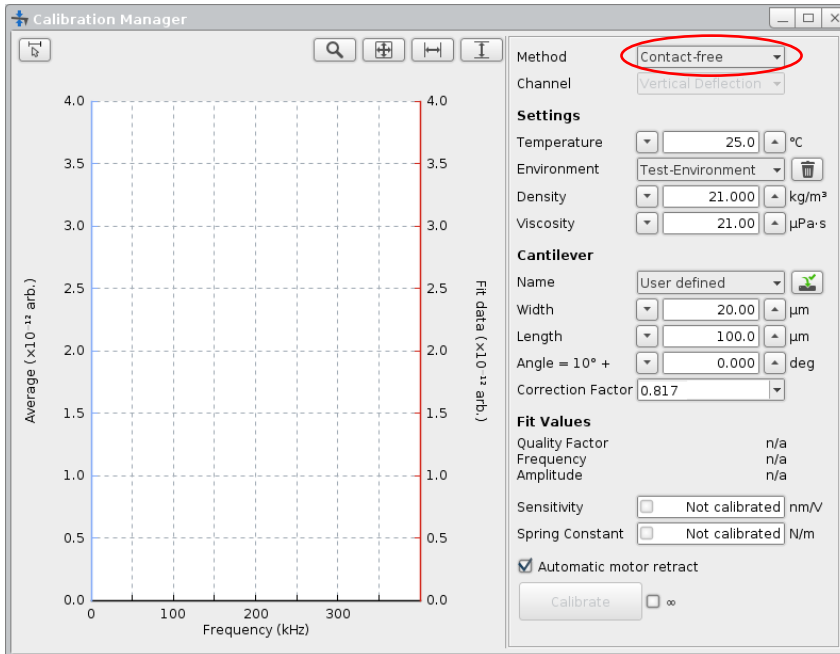 Calibration Manager
4.0 4.0
3.5 3.5
3.0 3.0
2.5 2.5
2.0 2.0
1.5 1.5
1.0 1.0
0.5 0.5
0.0 0.0
0 100 200 300
Frequency (kHz)
Average (×10⁻¹² arb.)
Fit data (×10⁻¹² arb.)
Method Contact-free
Channel Vertical Deflection
Settings
Temperature 25.0 °C
Environment Test-Environment
Density 21.000 kg/m³
Viscosity 21.00 µPa·s
Cantilever
Name User defined
Width 20.00 µm
Length 100.0 µm
Angle = 10° + 0.000 deg
Correction Factor 0.817
Fit Values
Quality Factor n/a
Frequency n/a
Amplitude n/a
Sensitivity Not calibrated nm/V
Spring Constant Not calibrated N/m
Automatic motor retract
Calibrate ∞